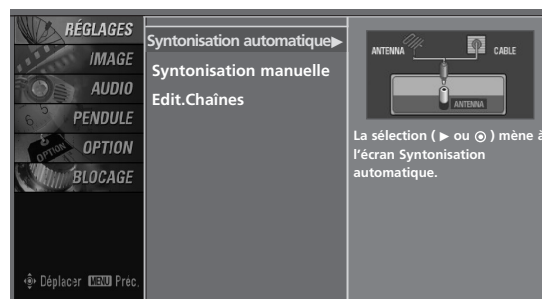 RÉGLAGES
IMAGE
AUDIO
PENDULE
OPTION
BLOCAGE
Déplacer MENU Préc.
Syntonisation automatique▶
Syntonisation manuelle
Edit.Chaînes
ANTENNA
CABLE
ANTENNA
La sélection ( ▶ ou ◉ ) mène à
l'écran Syntonisation
automatique.